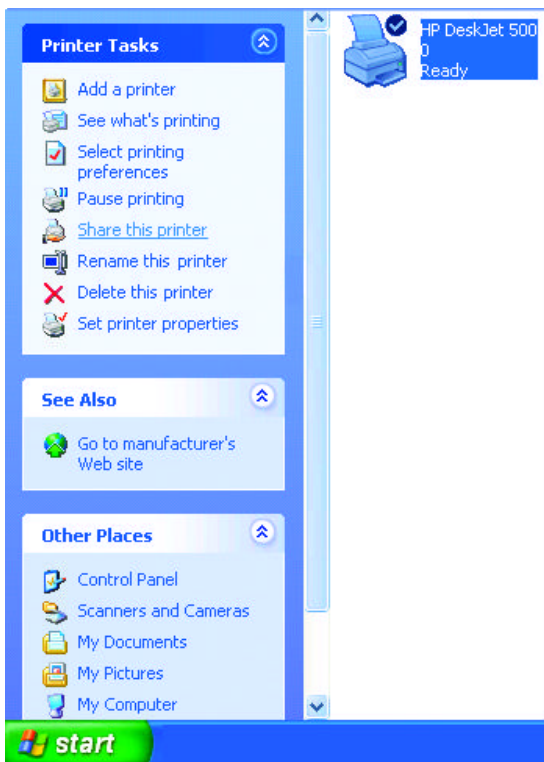 Printer Tasks
Add a printer
See what's printing
Select printing
preferences
Pause printing
Share this printer
Rename this printer
Delete this printer
Set printer properties
See Also
Go to manufacturer's
Web site
Other Places
Control Panel
Scanners and Cameras
My Documents
My Pictures
My Computer
HP DeskJet 500
0
Ready
start